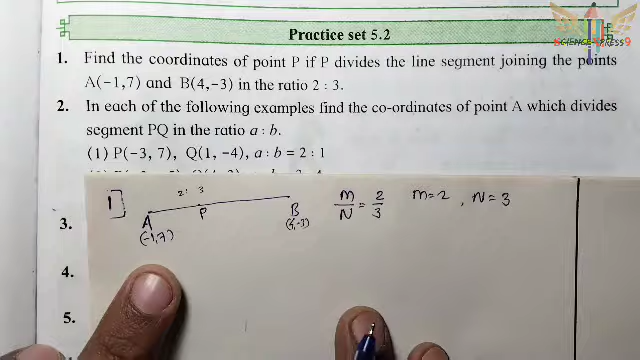 SCIENCE XPRESS 9
Practice set 5.2
1. Find the coordinates of point P if P divides the line segment joining the points
A(−1,7) and B(4,−3) in the ratio 2 : 3.
2. In each of the following examples find the co-ordinates of point A which divides
segment PQ in the ratio a : b.
(1) P(−3, 7), Q(1, −4), a : b = 2 : 1
1]
2: 3
A P B
(-1,7)
m/N = 2/3 m=2 , N = 3
3.
4.
5.